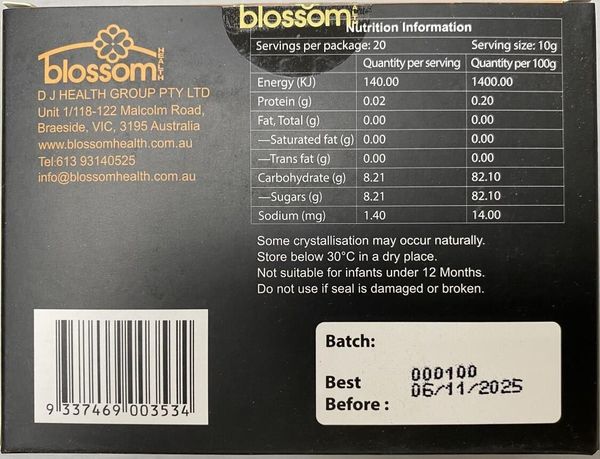 blossom
HEALTH
Nutrition Information
Servings per package: 20 Serving size: 10g
Quantity per serving Quantity per 100g
Energy (KJ) 140.00 1400.00
Protein (g) 0.02 0.20
Fat, Total (g) 0.00 0.00
—Saturated fat (g) 0.00 0.00
—Trans fat (g) 0.00 0.00
Carbohydrate (g) 8.21 82.10
—Sugars (g) 8.21 82.10
Sodium (mg) 1.40 14.00
blossom
HEALTH
D J HEALTH GROUP PTY LTD
Unit 1/118-122 Malcolm Road,
Braeside, VIC, 3195 Australia
www.blossomhealth.com.au
Tel:613 93140525
info@blossomhealth.com.au
Some crystallisation may occur naturally.
Store below 30°C in a dry place.
Not suitable for infants under 12 Months.
Do not use if seal is damaged or broken.
9 337469 003534
Batch:
000100
Best
Before :
06/11/2025